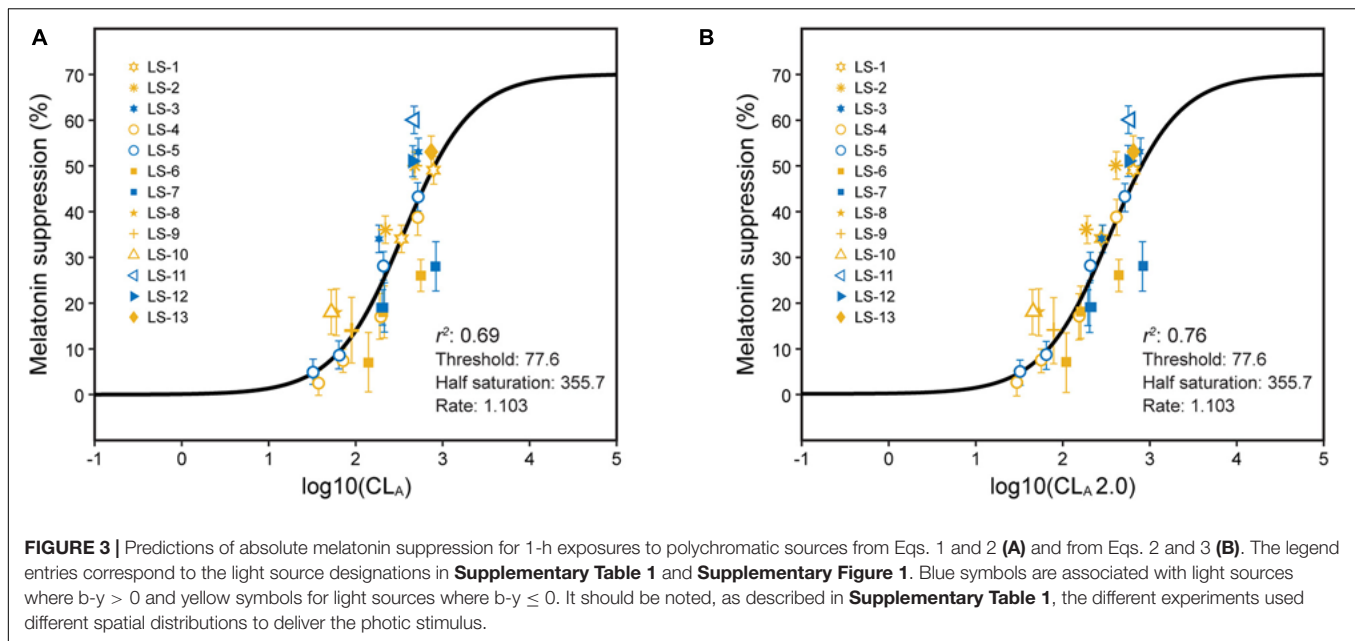 A
Melatonin suppression (%)
70
60
50
40
30
20
10
0
LS-1
LS-2
LS-3
LS-4
LS-5
LS-6
LS-7
LS-8
LS-9
LS-10
LS-11
LS-12
LS-13
r²: 0.69
Threshold: 77.6
Half saturation: 355.7
Rate: 1.103
-1 0 1 2 3 4 5
log10(CLA)
B
Melatonin suppression (%)
70
60
50
40
30
20
10
0
LS-1
LS-2
LS-3
LS-4
LS-5
LS-6
LS-7
LS-8
LS-9
LS-10
LS-11
LS-12
LS-13
r²: 0.76
Threshold: 77.6
Half saturation: 355.7
Rate: 1.103
-1 0 1 2 3 4 5
log10(CLA 2.0)
FIGURE 3 | Predictions of absolute melatonin suppression for 1-h exposures to polychromatic sources from Eqs. 1 and 2 (A) and from Eqs. 2 and 3 (B). The legend
entries correspond to the light source designations in Supplementary Table 1 and Supplementary Figure 1. Blue symbols are associated with light sources
where b-y > 0 and yellow symbols for light sources where b-y ≤ 0. It should be noted, as described in Supplementary Table 1, the different experiments used
different spatial distributions to deliver the photic stimulus.